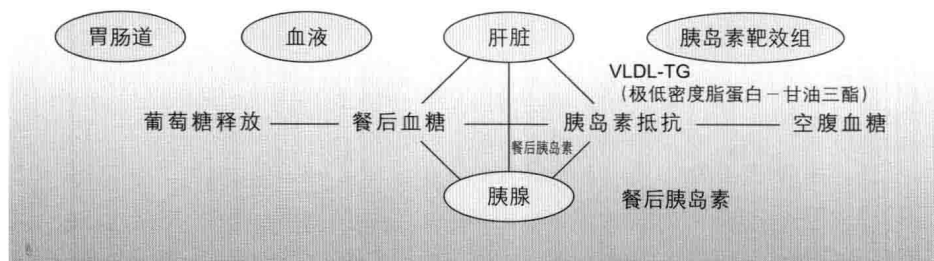 胃肠道 血液 肝脏 胰岛素靶效组
VLDL-TG
(极低密度脂蛋白－甘油三酯)
葡萄糖释放 餐后血糖 胰岛素抵抗 空腹血糖
餐后胰岛素
胰腺 餐后胰岛素